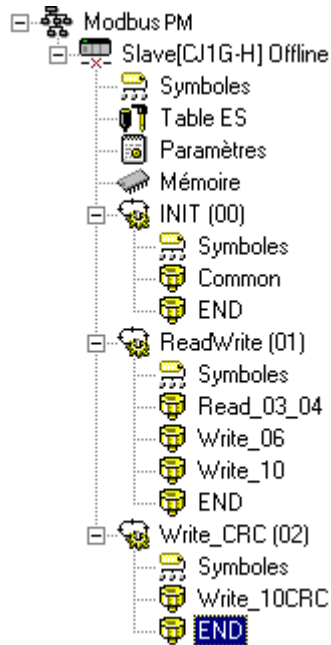 Modbus PM
Slave[CJ1G-H] Offline
Symboles
Table ES
Paramètres
Mémoire
INIT (00)
Symboles
Common
END
ReadWrite (01)
Symboles
Read_03_04
Write_06
Write_10
END
Write_CRC (02)
Symboles
Write_10CRC
END